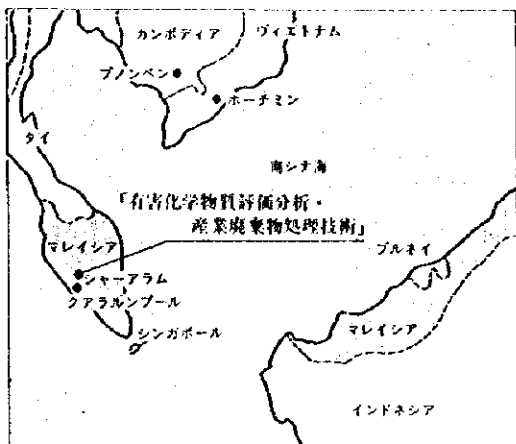 カンボディア
ヴィエトナム
プノンペン
ホーチミン
タイ
南シナ海
「有害化学物質評価分析・
産業廃棄物処理技術」
マレイシア
ブルネイ
シャーアラム
クアラルンプール
マレイシア
シンガポール
インドネシア